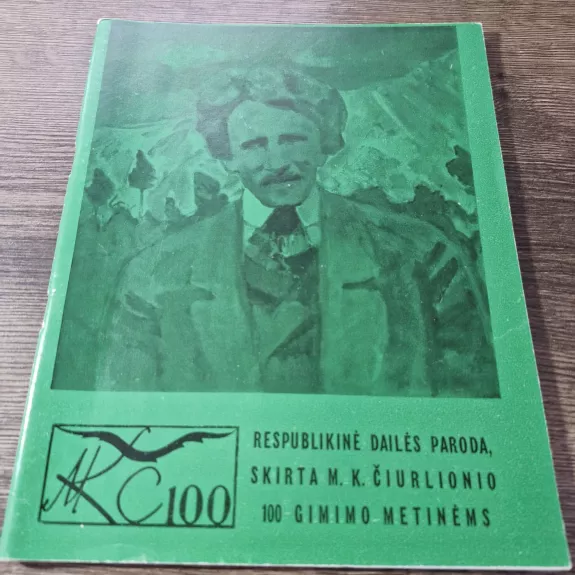 MKČ100
RESPUBLIKINĖ DAILĖS PARODA,
SKIRTA M. K. ČIURLIONIO
100 GIMIMO METINĖMS